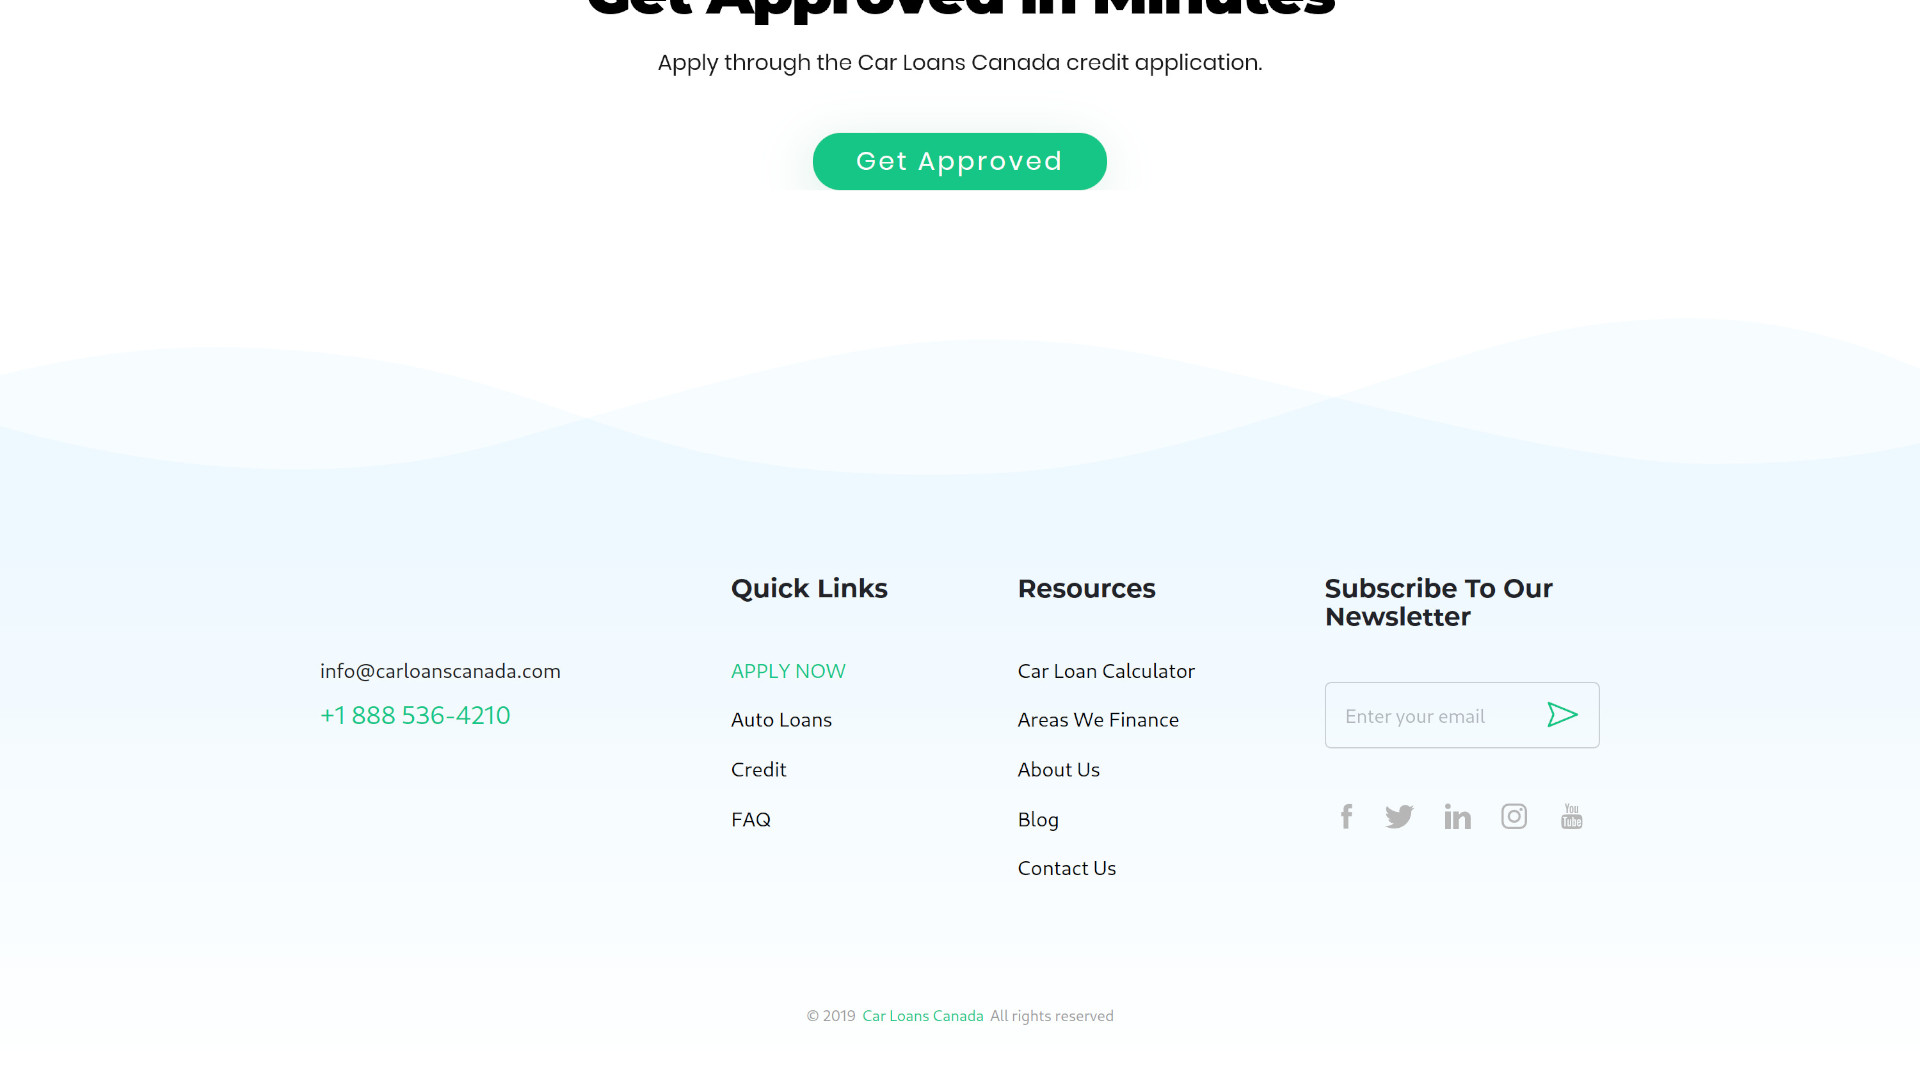 Get Approved in Minutes
Apply through the Car Loans Canada credit application.
Get Approved
info@carloanscanada.com
+1 888 536-4210
Quick Links
APPLY NOW
Auto Loans
Credit
FAQ
Resources
Car Loan Calculator
Areas We Finance
About Us
Blog
Contact Us
Subscribe To Our
Newsletter
Enter your email
You
Tube
© 2019 Car Loans Canada All rights reserved